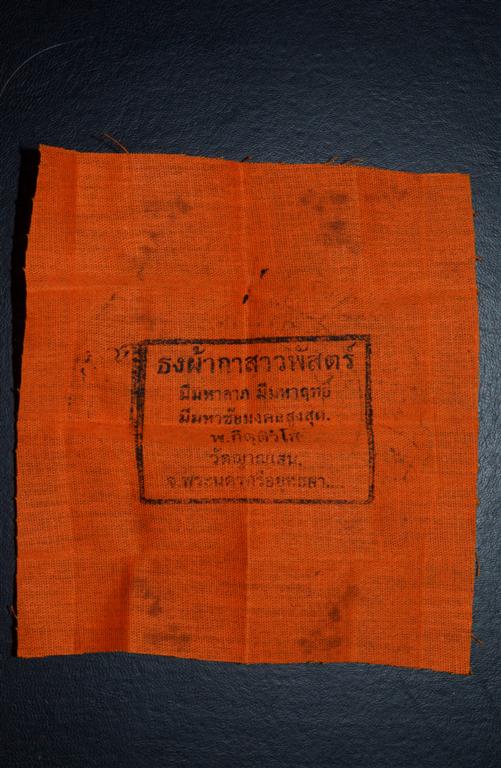 ธงผ้ากาสาวพัสตร์
มีมหาลาภ มีมหาฤทธิ์
มีมหาชัยมงคลสูงสุด.
พ.กิตฺติวํโส
วัดญาณเสน.
จ.พระนครศรีอยุธยา....